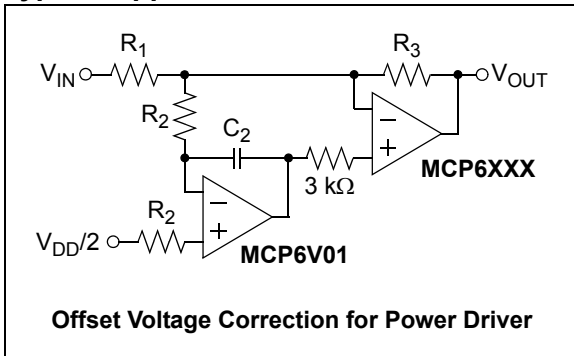 R1
R3
VIN
VOUT
R2
C2
MCP6XXX
3 kΩ
R2
VDD/2
MCP6V01
Offset Voltage Correction for Power Driver